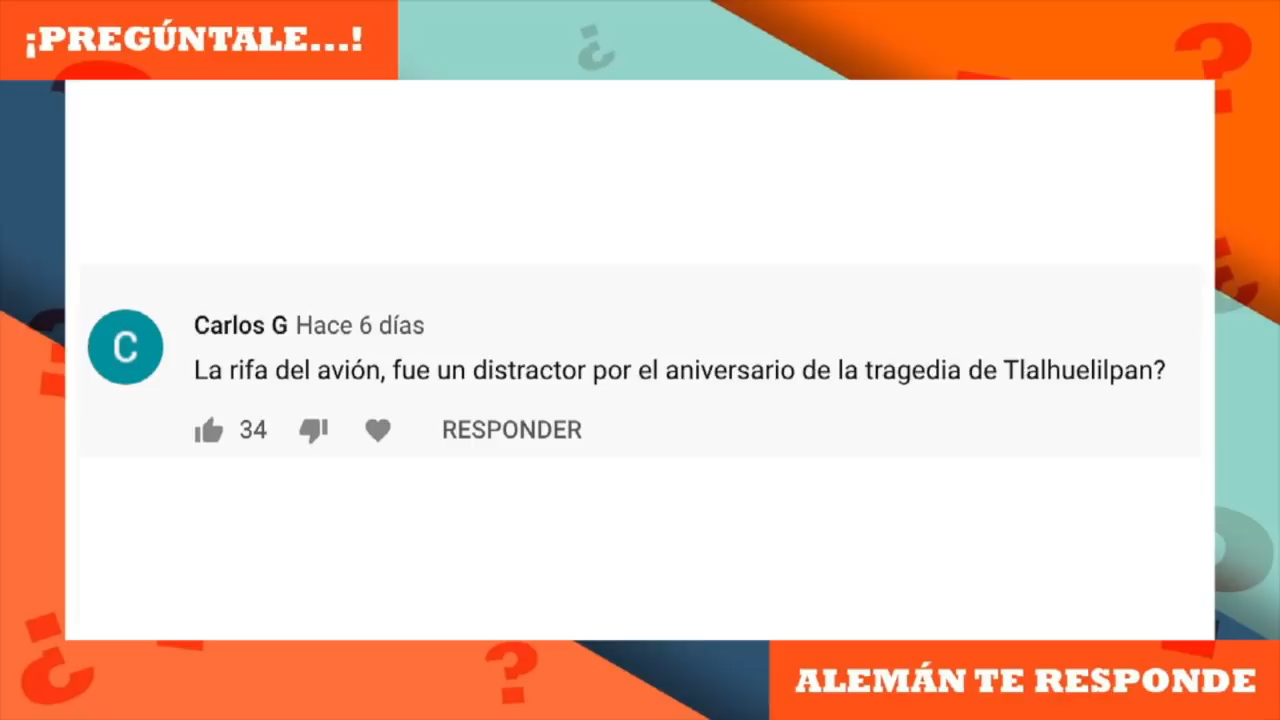 ¡PREGÚNTALE...!
Carlos G Hace 6 días
La rifa del avión, fue un distractor por el aniversario de la tragedia de Tlalhuelilpan?
34 RESPONDER
ALEMÁN TE RESPONDE